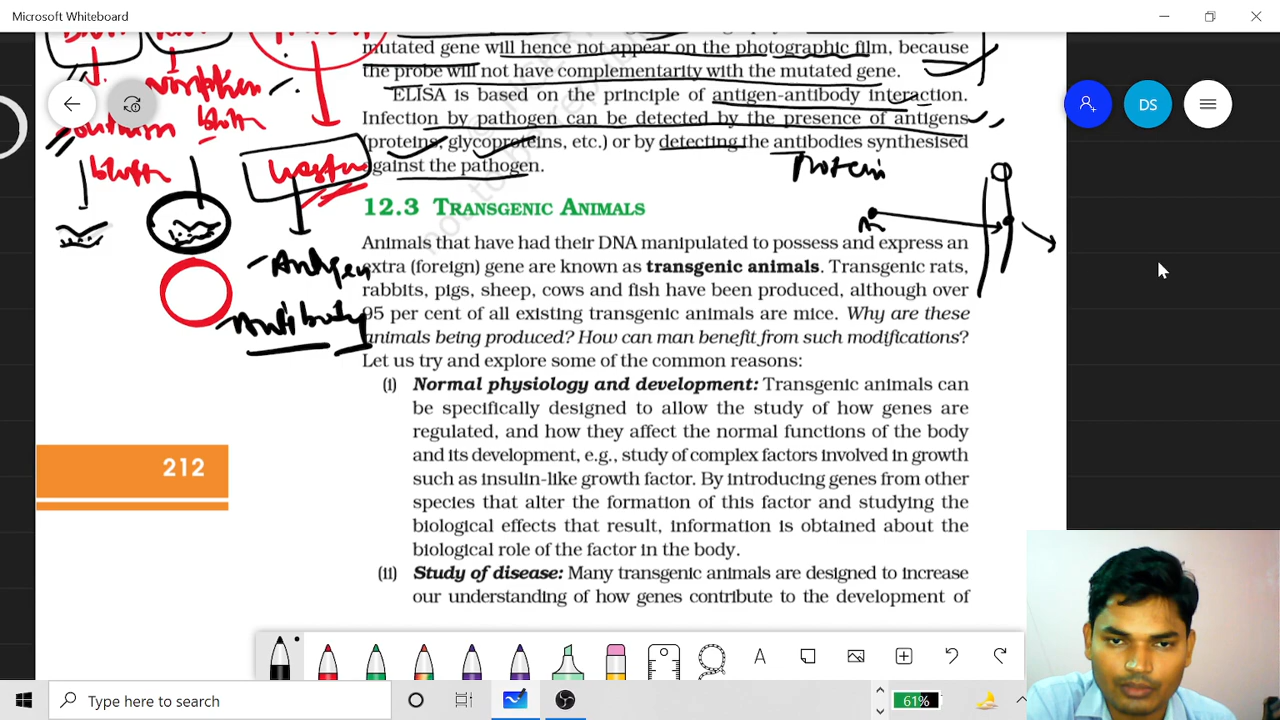 Microsoft Whiteboard
mutated gene will hence not appear on the photographic film, because
the probe will not have complementarity with the mutated gene.
ELISA is based on the principle of antigen-antibody interaction.
Infection by pathogen can be detected by the presence of antigens
(proteins, glycoproteins, etc.) or by detecting the antibodies synthesised
against the pathogen.
Protein
Antigen
Antibody
12.3 TRANSGENIC ANIMALS
Animals that have had their DNA manipulated to possess and express an
extra (foreign) gene are known as transgenic animals. Transgenic rats,
rabbits, pigs, sheep, cows and fish have been produced, although over
95 per cent of all existing transgenic animals are mice. Why are these
animals being produced? How can man benefit from such modifications?
Let us try and explore some of the common reasons:
(i) Normal physiology and development: Transgenic animals can
be specifically designed to allow the study of how genes are
regulated, and how they affect the normal functions of the body
and its development, e.g., study of complex factors involved in growth
such as insulin-like growth factor. By introducing genes from other
species that alter the formation of this factor and studying the
biological effects that result, information is obtained about the
biological role of the factor in the body.
(ii) Study of disease: Many transgenic animals are designed to increase
our understanding of how genes contribute to the development of
212
DS
Type here to search
61%